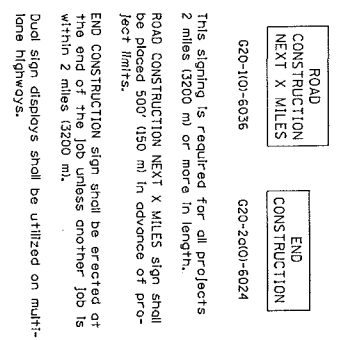 ROAD
CONSTRUCTION
NEXT X MILES
G20-1(O)-6036
END
CONSTRUCTION
G20-2a(O)-6024
This signing is required for all projects
2 miles (3200 m) or more in length.
ROAD CONSTRUCTION NEXT X MILES sign shall
be placed 500' (150 m) in advance of pro-
ject limits.
END CONSTRUCTION sign shall be erected at
the end of the job unless another job is
within 2 miles (3200 m).
Dual sign displays shall be utilized on multi-
lane highways.